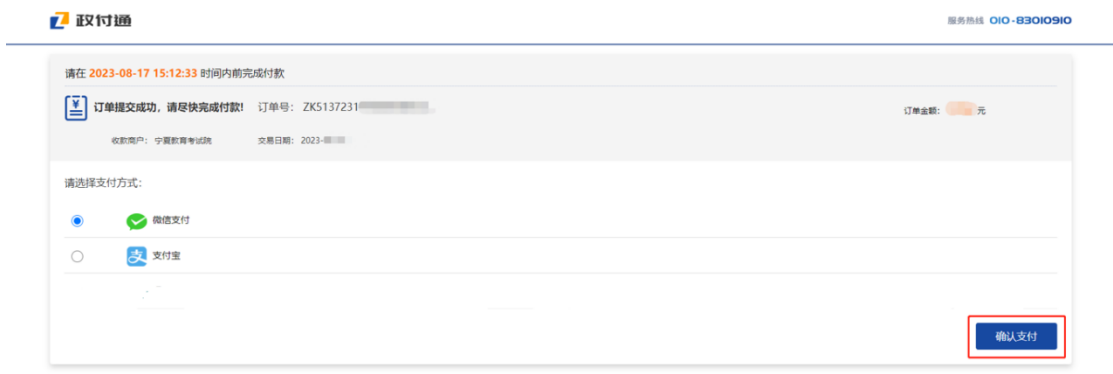 政付通
服务热线 010-83010910
请在 2023-08-17 15:12:33 时间内前完成付款
订单提交成功，请尽快完成付款! 订单号： ZK5137231
订单金额： 元
收款商户： 宁夏教育考试院 交易日期： 2023-
请选择支付方式：
微信支付
支付宝
支
确认支付